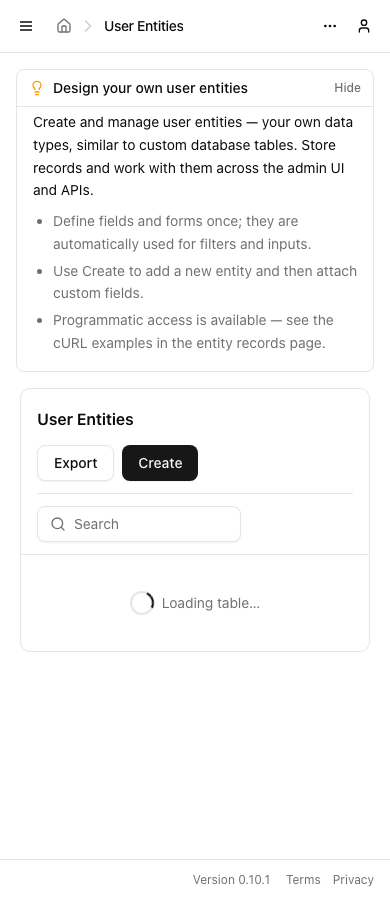 User Entities
Design your own user entities
Hide
Create and manage user entities — your own data
types, similar to custom database tables. Store
records and work with them across the admin UI
and APIs.
Define fields and forms once; they are
automatically used for filters and inputs.
Use Create to add a new entity and then attach
custom fields.
Programmatic access is available — see the
cURL examples in the entity records page.
User Entities
Export
Create
Search
Loading table…
Version 0.10.1
Terms
Privacy